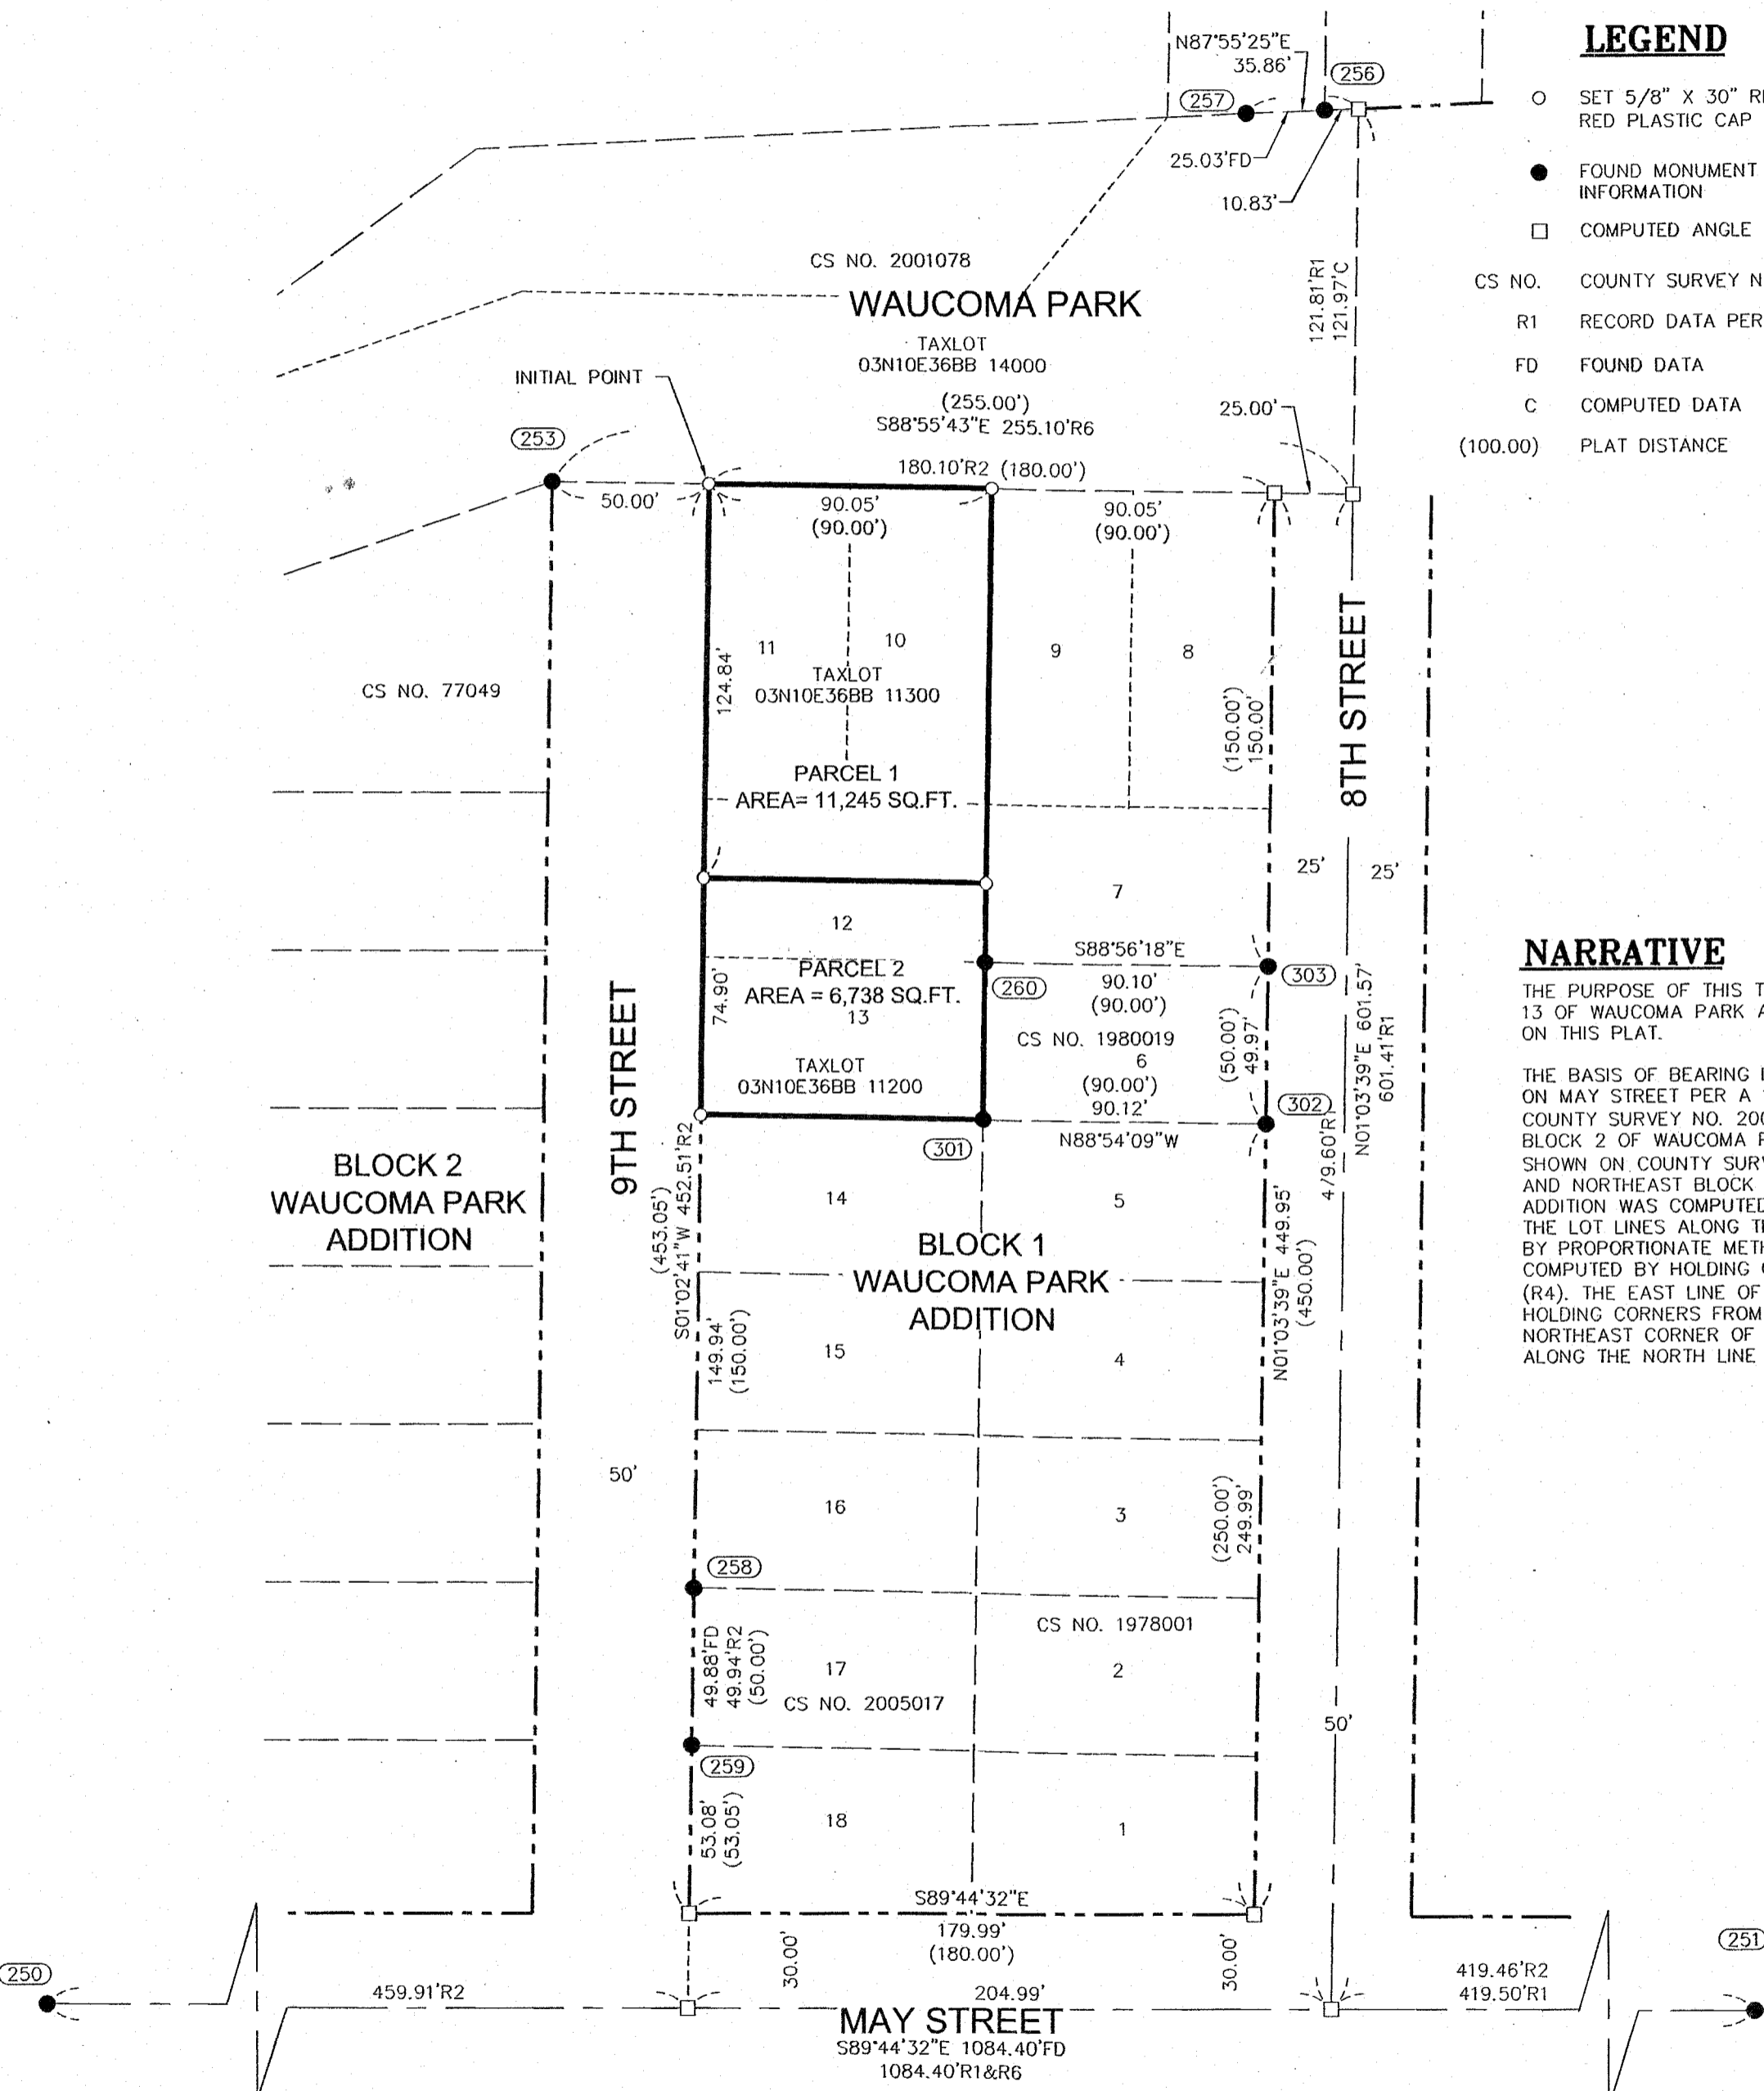 LEGEND
SET 5/8" X 30"
RED PLASTIC CAP
FOUND MONUMENT
INFORMATION
COMPUTED ANGLE
CS NO. COUNTY SURVEY
R1 RECORD DATA PER
FD FOUND DATA
C COMPUTED DATA
(100.00) PLAT DISTANCE
N87°55'25"E
35.86'
256
257
25.03'FD
10.83'
121.81'R1
121.97'C
CS NO. 2001078
WAUCOMA PARK
TAXLOT
03N10E36BB 14000
(255.00')
S88°55'43"E 255.10'R6
180.10'R2 (180.00')
INITIAL POINT
25.00'
253
50.00'
90.05'
(90.00')
90.05'
(90.00')
CS NO. 77049
124.84'
11
10
9
8
TAXLOT
03N10E36BB 11300
PARCEL 1
AREA= 11,245 SQ.FT.
(150.00')
150.00'
8TH STREET
25'
25'
7
12
PARCEL 2
AREA = 6,738 SQ.FT.
13
74.90'
TAXLOT
03N10E36BB 11200
S88°56'18"E
90.10'
(90.00')
260
303
CS NO. 1980019
6
(90.00')
90.12'
N88°54'09"W
(50.00')
49.97'
302
301
N01°03'39"E 601.57'
601.41'R1
9TH STREET
BLOCK 2
WAUCOMA PARK
ADDITION
(453.05')
S01°02'41"W 452.51'R2
14
5
BLOCK 1
WAUCOMA PARK
ADDITION
N01°03'39"E 449.95'
(450.00')
149.94'
(150.00')
15
4
50'
16
3
(250.00')
249.99'
258
CS NO. 1978001
49.88'FD
49.94'R2
(50.00')
17
2
CS NO. 2005017
50'
259
53.08'
(53.05')
18
1
S89°44'32"E
179.99'
(180.00')
30.00'
30.00'
250
251
459.91'R2
204.99'
419.46'R2
419.50'R1
MAY STREET
S89°44'32"E 1084.40'FD
1084.40'R1&R6
NARRATIVE
THE PURPOSE OF THIS
13 OF WAUCOMA PARK
ON THIS PLAT.
THE BASIS OF BEARING
ON MAY STREET PER A
COUNTY SURVEY NO.
BLOCK 2 OF WAUCOMA
SHOWN ON COUNTY
AND NORTHEAST BLOCK
ADDITION WAS COMPUTED
THE LOT LINES ALONG
BY PROPORTIONATE
COMPUTED BY HOLDING
(R4). THE EAST LINE OF
HOLDING CORNERS FROM
NORTHEAST CORNER OF
ALONG THE NORTH LINE